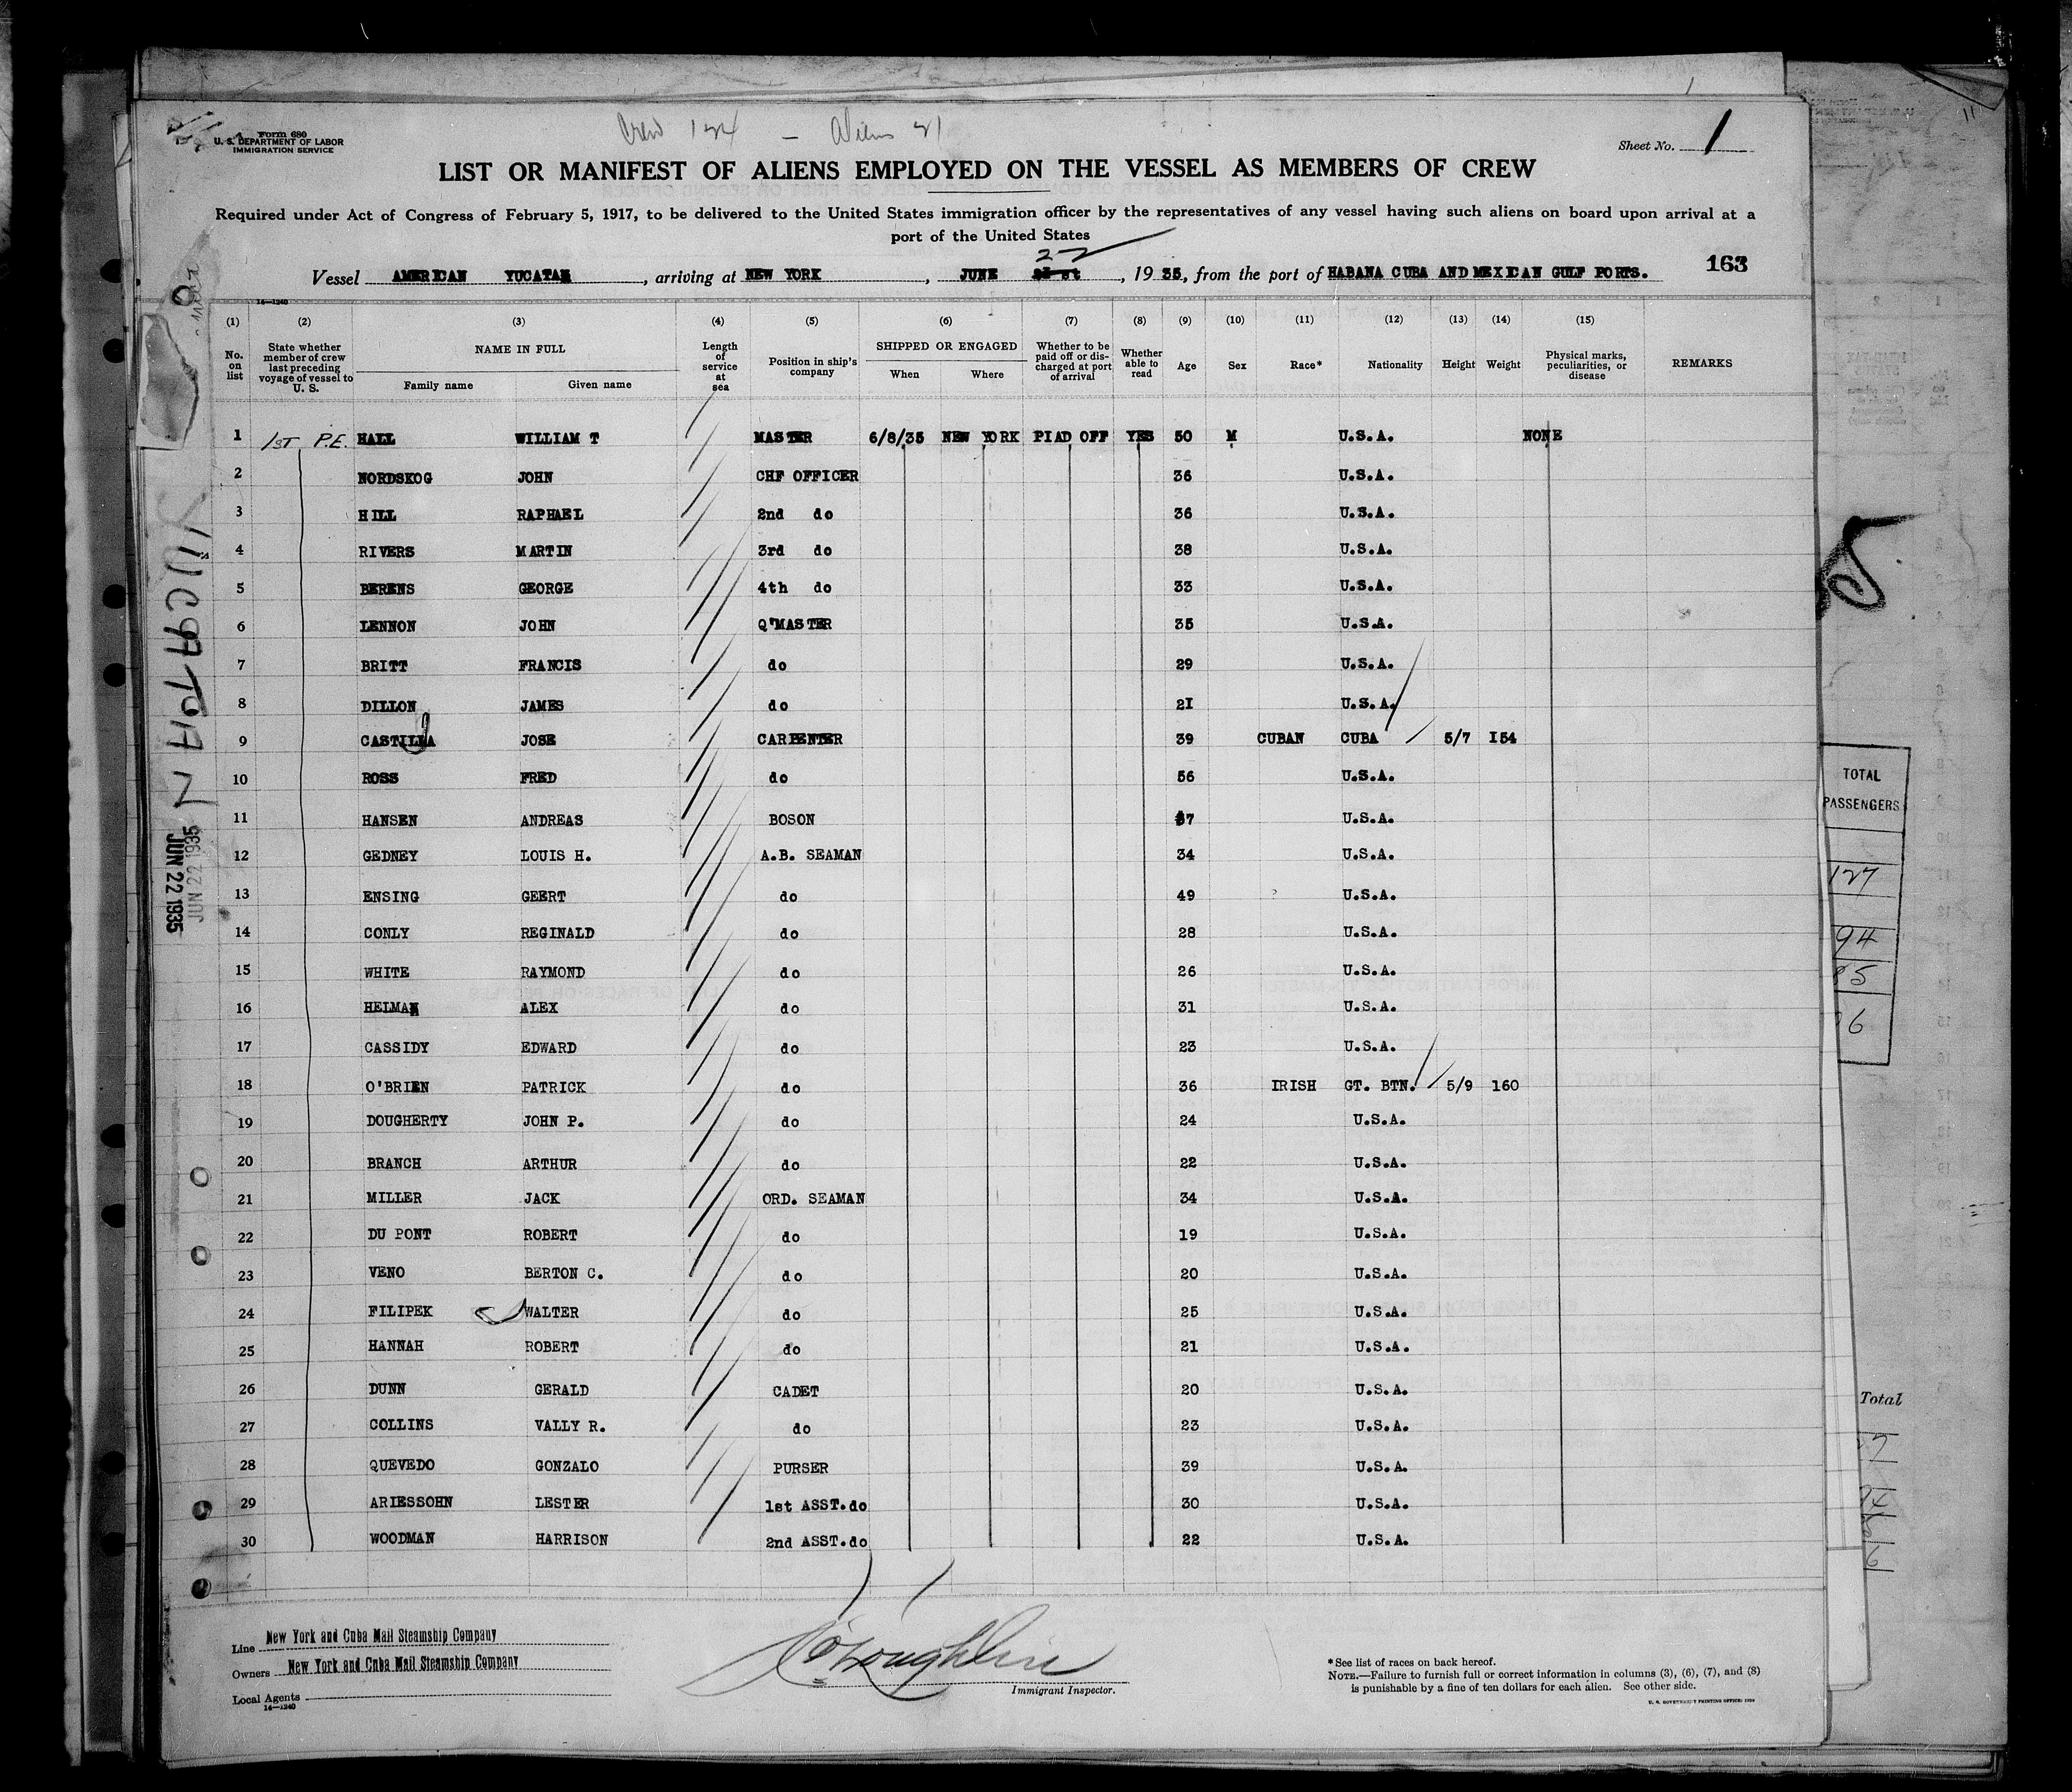 Form 680
U. S. DEPARTMENT OF LABOR
IMMIGRATION SERVICE
Crew 124 — Aliens 21
Sheet No. 1
LIST OR MANIFEST OF ALIENS EMPLOYED ON THE VESSEL AS MEMBERS OF CREW
Required under Act of Congress of February 5, 1917, to be delivered to the United States immigration officer by the representatives of any vessel having such aliens on board upon arrival at a
port of the United States
22
Vessel AMERICAN YUCATAN, arriving at NEW YORK, JUNE 21st, 19 35, from the port of HABANA CUBA AND MEXICAN GULF PORTS.
163
14—1240
(1) (2) (3) (4) (5) (6) (7) (8) (9) (10) (11) (12) (13) (14) (15)
No. on list
State whether member of crew last preceding voyage of vessel to U. S.
NAME IN FULL
Family name
Given name
Length of service at sea
Position in ship's company
SHIPPED OR ENGAGED
When
Where
Whether to be paid off or discharged at port of arrival
Whether able to read
Age
Sex
Race*
Nationality
Height
Weight
Physical marks, peculiarities, or disease
REMARKS
1 1ST P.E. HALL WILLIAM T MASTER 6/8/35 NEW YORK PIAD OFF YES 50 M U.S.A. NONE
2 NORDSKOG JOHN CHF OFFICER 36 U.S.A.
3 HILL RAPHAEL 2nd do 36 U.S.A.
4 RIVERS MARTIN 3rd do 38 U.S.A.
5 BERENS GEORGE 4th do 33 U.S.A.
6 LENNON JOHN Q'MASTER 35 U.S.A.
7 BRITT FRANCIS do 29 U.S.A.
8 DILLON JAMES do 21 U.S.A.
9 CASTILLA JOSE CARPENTER 39 CUBAN CUBA 5/7 154
10 ROSS FRED do 56 U.S.A.
11 HANSEN ANDREAS BOSON U.S.A.
12 GEDNEY LOUIS H. A.B. SEAMAN 34 U.S.A.
13 ENSING GEERT do 49 U.S.A.
14 CONLY REGINALD do 28 U.S.A.
15 WHITE RAYMOND do 26 U.S.A.
16 HELMAN ALEX do 31 U.S.A.
17 CASSIDY EDWARD do 23 U.S.A.
18 O'BRIEN PATRICK do 36 IRISH GT. BTN. 5/9 160
19 DOUGHERTY JOHN P. do 24 U.S.A.
20 BRANCH ARTHUR do 22 U.S.A.
21 MILLER JACK ORD. SEAMAN 34 U.S.A.
22 DU PONT ROBERT do 19 U.S.A.
23 VENO BERTON C. do 20 U.S.A.
24 FILIPEK WALTER do 25 U.S.A.
25 HANNAH ROBERT do 21 U.S.A.
26 DUNN GERALD CADET 20 U.S.A.
27 COLLINS VALLY R. do 23 U.S.A.
28 QUEVEDO GONZALO PURSER 39 U.S.A.
29 ARIESSOHN LESTER 1st ASST.do 30 U.S.A.
30 WOODMAN HARRISON 2nd ASST.do 22 U.S.A.
YUCATAN
JUN 22 1935
JUN 22 1935
Line New York and Cuba Mail Steamship Company
Owners New York and Cuba Mail Steamship Company
Local Agents
14—1240
O'Loughlin
Immigrant Inspector.
*See list of races on back hereof.
NOTE.—Failure to furnish full or correct information in columns (3), (6), (7), and (8)
is punishable by a fine of ten dollars for each alien. See other side.
U. S. GOVERNMENT PRINTING OFFICE: 1930
TOTAL
PASSENGERS
127
94
85
Total